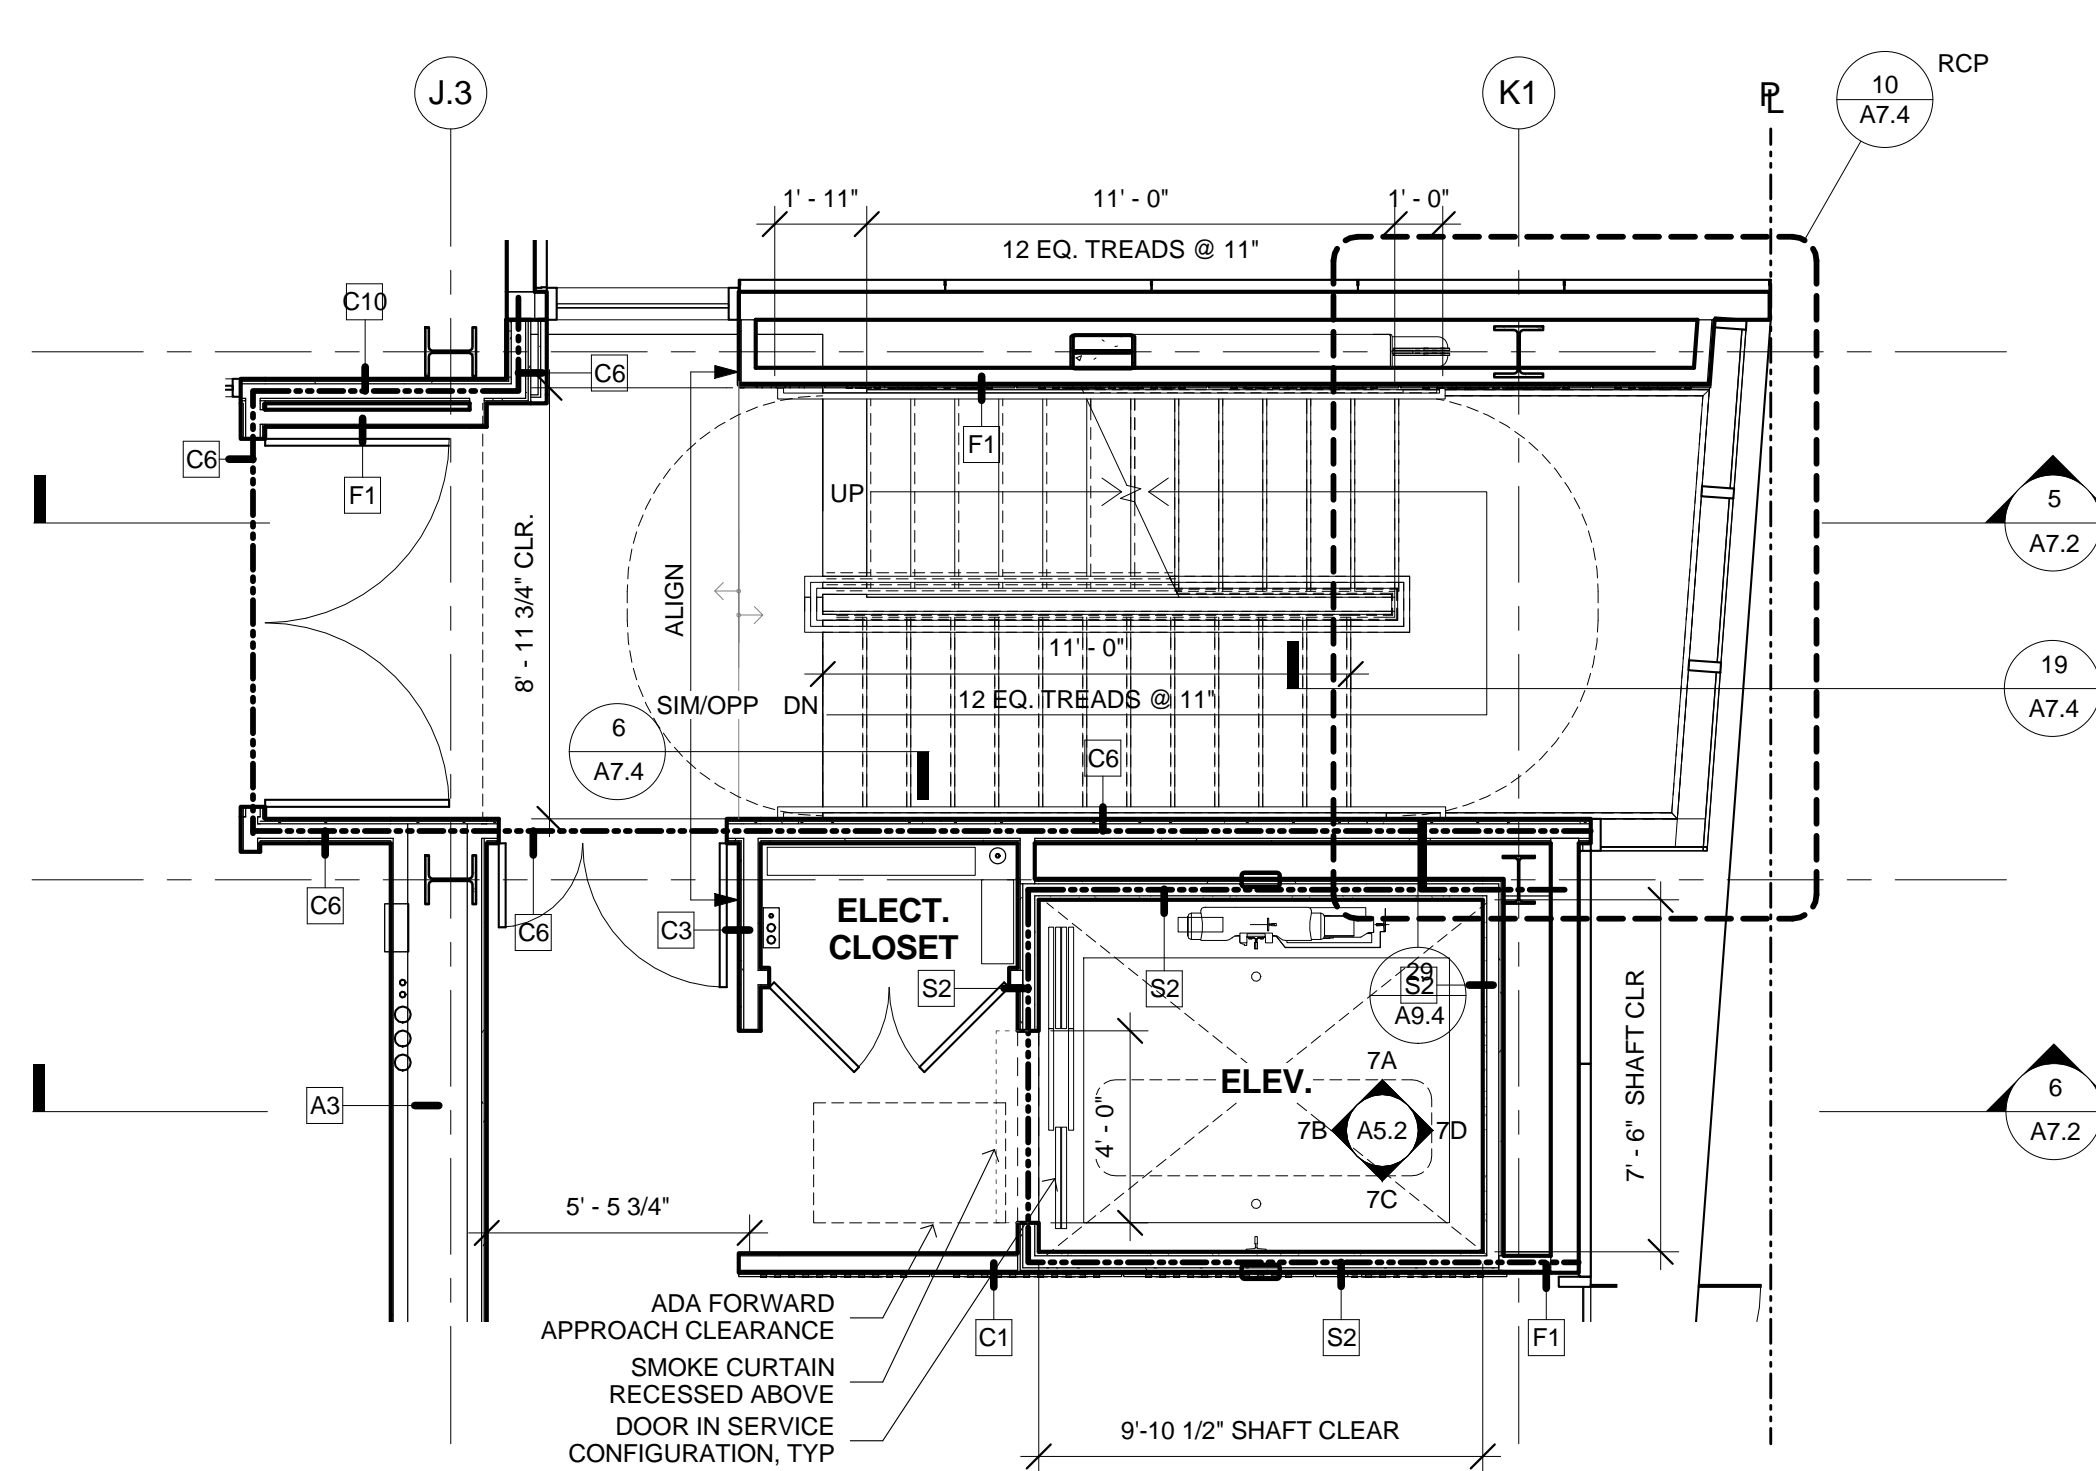 RCP
10
A7.4
J.3
K1
PL
1' - 11"
11' - 0"
1' - 0"
12 EQ. TREADS @ 11"
C10
C6
F1
C6
F1
UP
5
A7.2
8' - 11 3/4" CLR.
ALIGN
11' - 0"
19
A7.4
SIM/OPP
DN
12 EQ. TREADS @ 11"
6
A7.4
C6
C6
C6
C3
ELECT.
CLOSET
S2
S2
29
S2
A9.4
7' - 6" SHAFT CLR
7A
ELEV.
4' - 0"
7B
A5.2
7D
7C
6
A7.2
A3
5' - 5 3/4"
ADA FORWARD
APPROACH CLEARANCE
SMOKE CURTAIN
RECESSED ABOVE
DOOR IN SERVICE
CONFIGURATION, TYP
C1
S2
F1
9'-10 1/2" SHAFT CLEAR